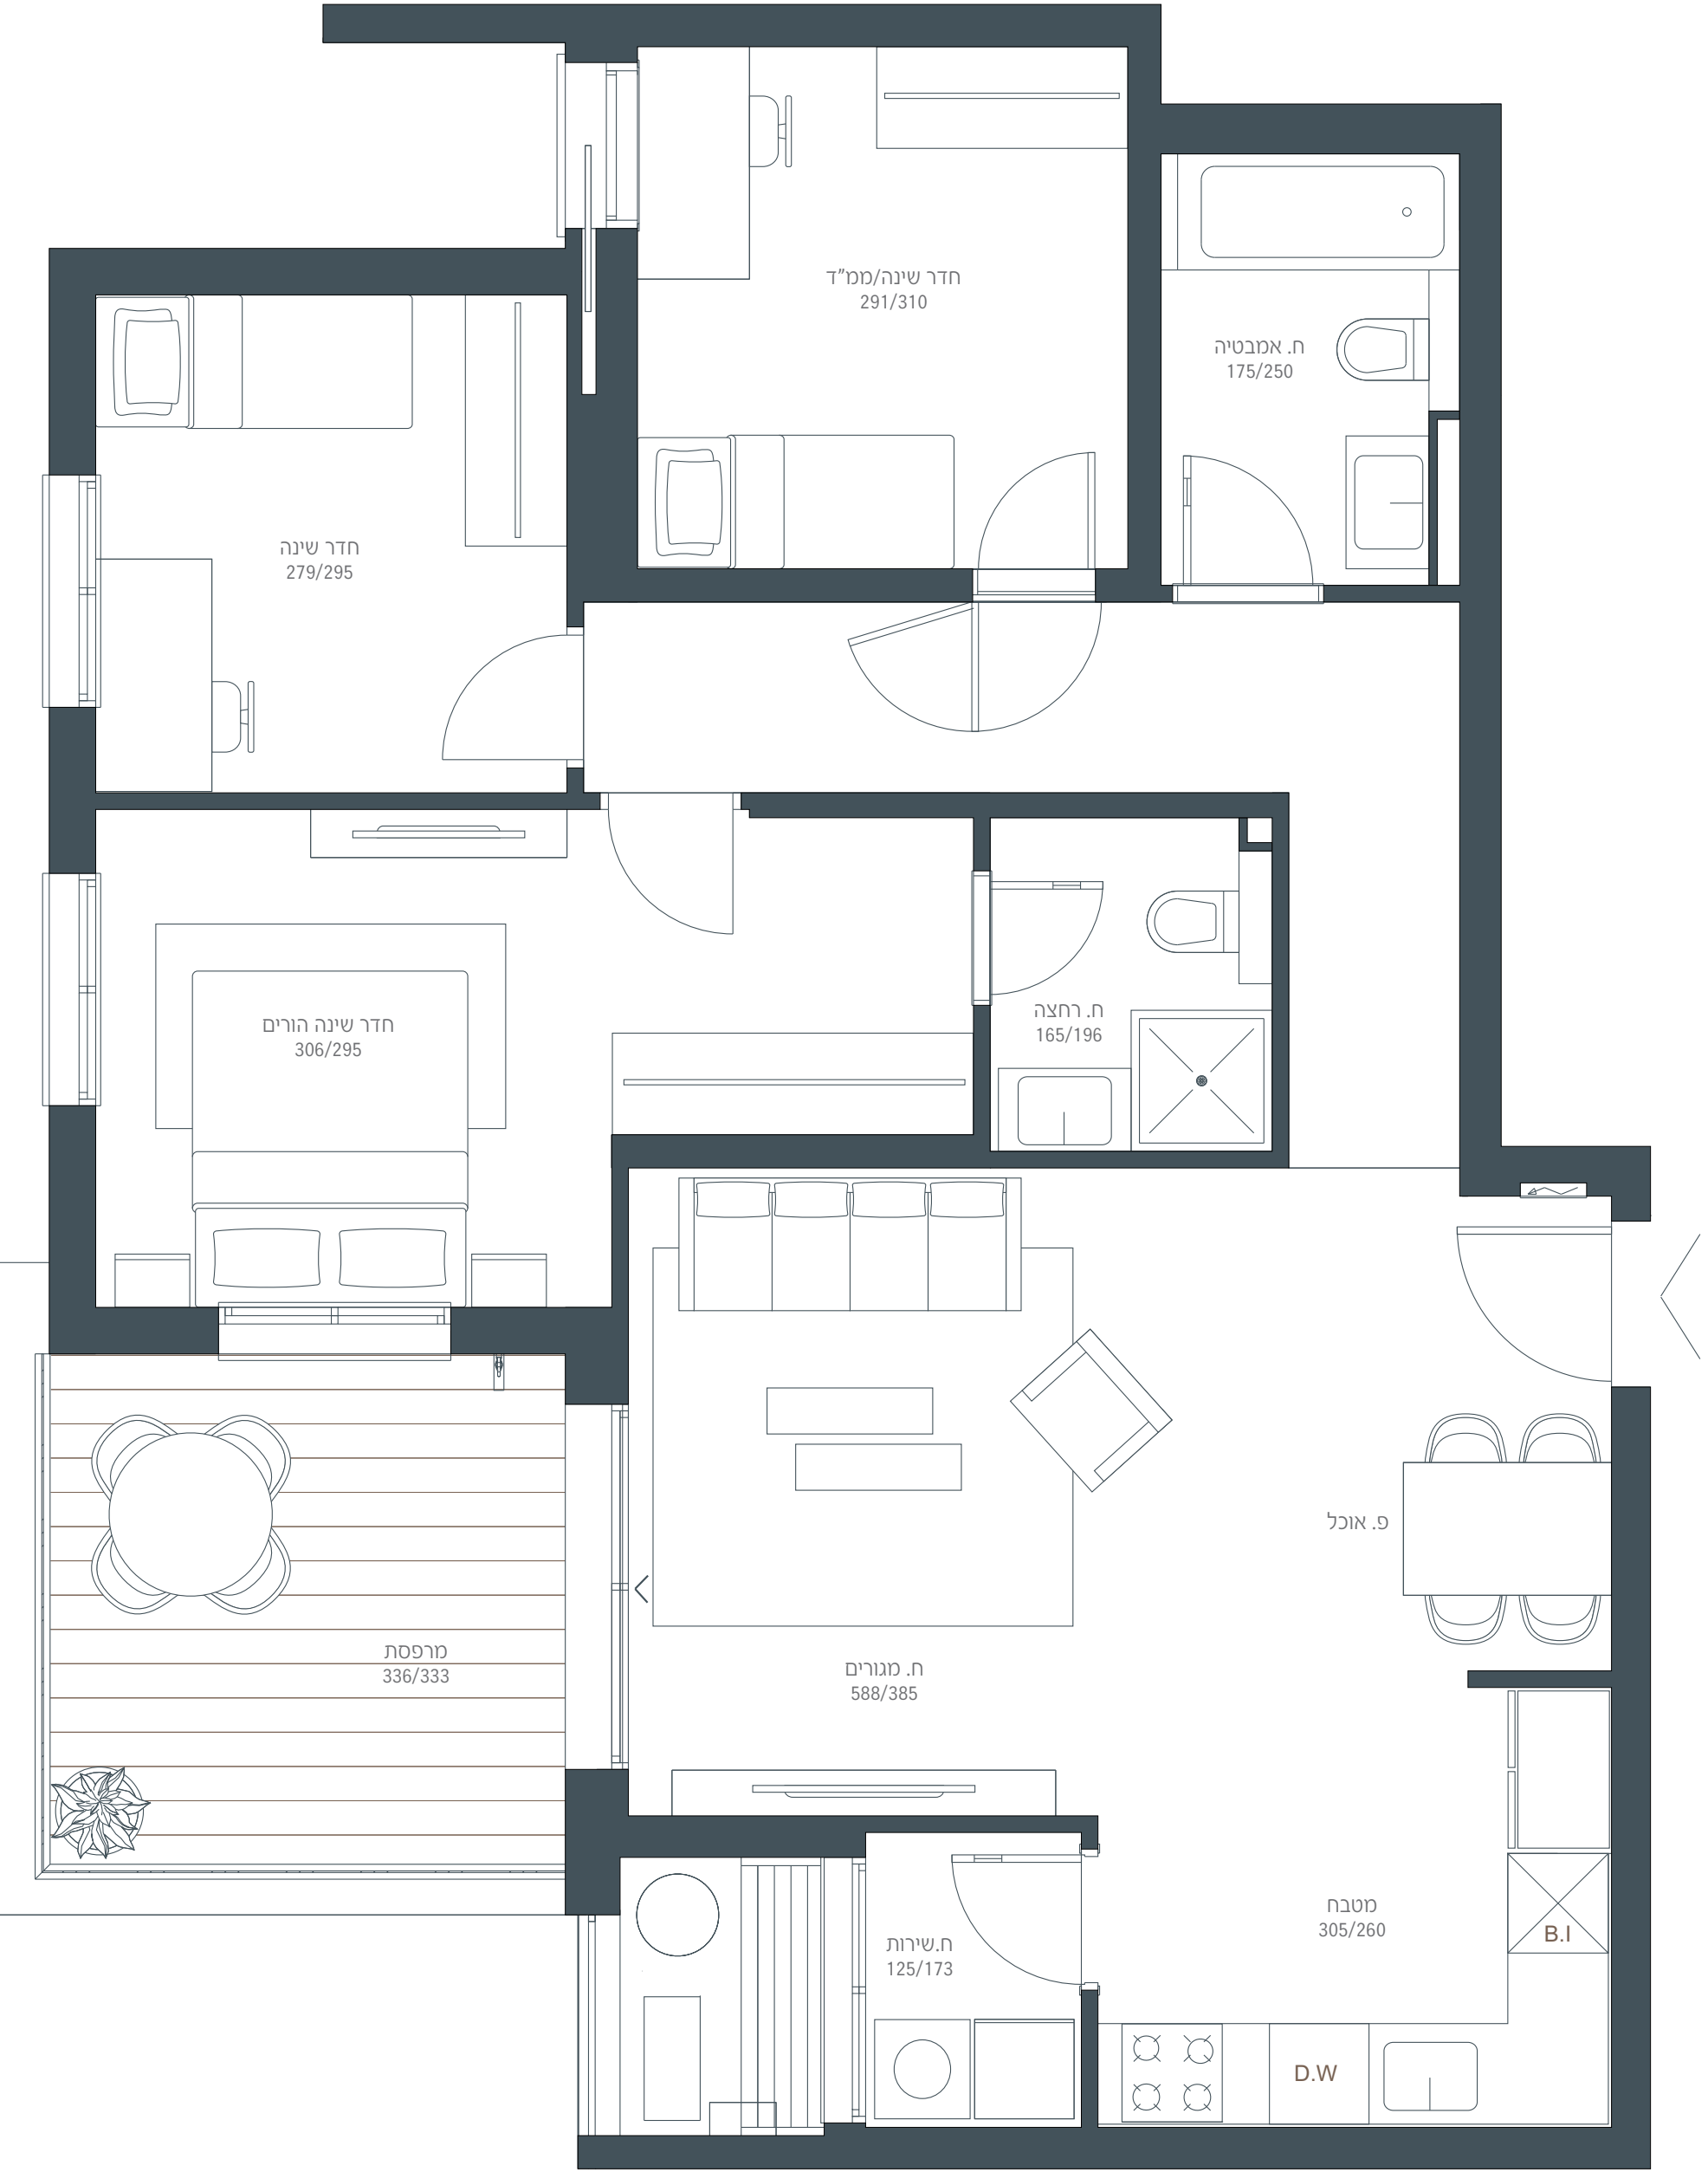 חדר שינה/ממ"ד
291/310
ח. אמבטיה
175/250
חדר שינה
279/295
ח. רחצה
165/196
חדר שינה הורים
306/295
פ. אוכל
מרפסת
336/333
ח. מגורים
588/385
מטבח
305/260
B.I
ח.שירות
125/173
D.W